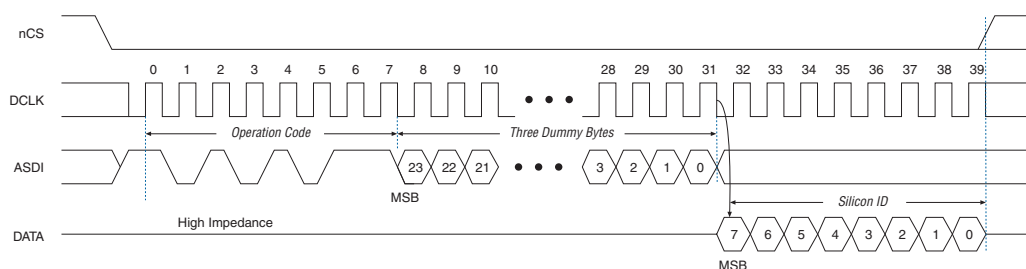 nCS
0 1 2 3 4 5 6 7 8 9 10 28 29 30 31 32 33 34 35 36 37 38 39
DCLK
Operation Code Three Dummy Bytes
ASDI 23 22 21 3 2 1 0
MSB
Silicon ID
High Impedance
DATA 7 6 5 4 3 2 1 0
MSB